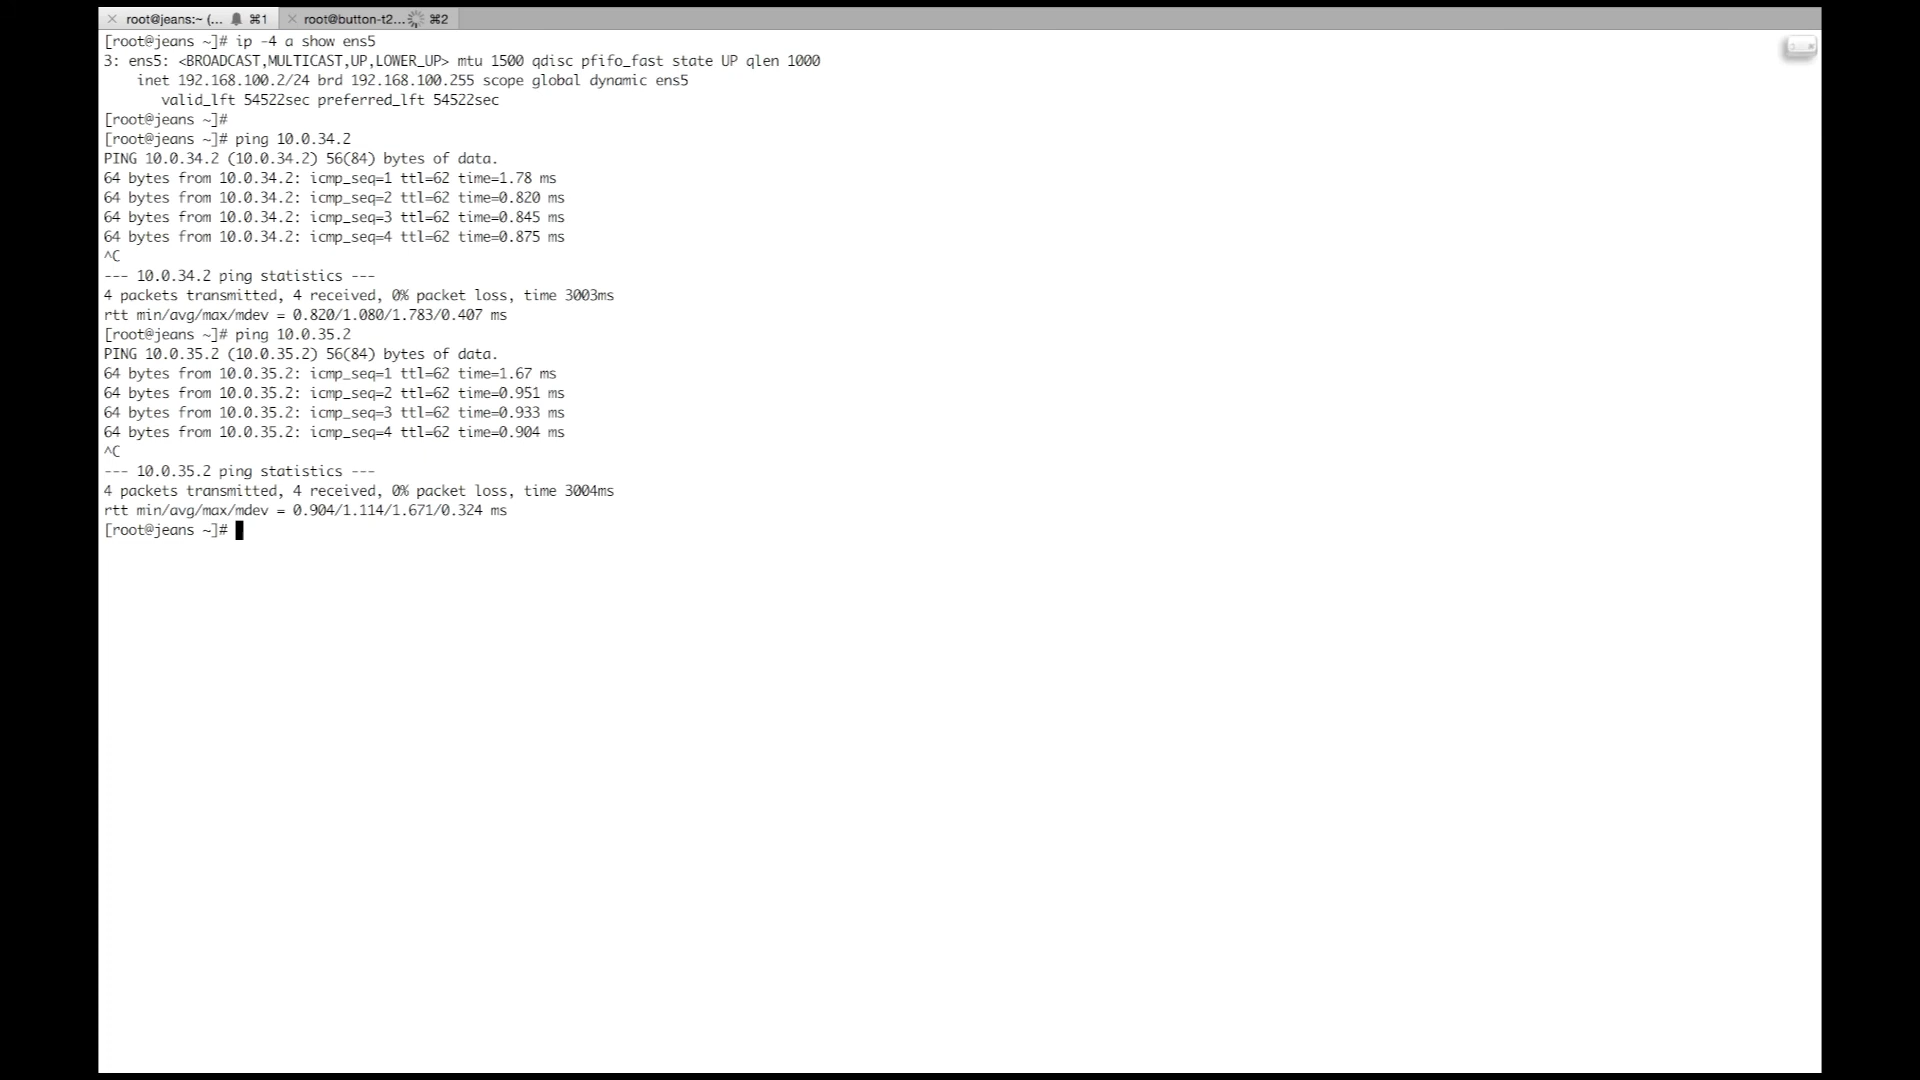 root@jeans:~ (... ⌘1 root@button-t2... ⌘2
[root@jeans ~]# ip -4 a show ens5
3: ens5: <BROADCAST,MULTICAST,UP,LOWER_UP> mtu 1500 qdisc pfifo_fast state UP qlen 1000
    inet 192.168.100.2/24 brd 192.168.100.255 scope global dynamic ens5
       valid_lft 54522sec preferred_lft 54522sec
[root@jeans ~]#
[root@jeans ~]# ping 10.0.34.2
PING 10.0.34.2 (10.0.34.2) 56(84) bytes of data.
64 bytes from 10.0.34.2: icmp_seq=1 ttl=62 time=1.78 ms
64 bytes from 10.0.34.2: icmp_seq=2 ttl=62 time=0.820 ms
64 bytes from 10.0.34.2: icmp_seq=3 ttl=62 time=0.845 ms
64 bytes from 10.0.34.2: icmp_seq=4 ttl=62 time=0.875 ms
^C
--- 10.0.34.2 ping statistics ---
4 packets transmitted, 4 received, 0% packet loss, time 3003ms
rtt min/avg/max/mdev = 0.820/1.080/1.783/0.407 ms
[root@jeans ~]# ping 10.0.35.2
PING 10.0.35.2 (10.0.35.2) 56(84) bytes of data.
64 bytes from 10.0.35.2: icmp_seq=1 ttl=62 time=1.67 ms
64 bytes from 10.0.35.2: icmp_seq=2 ttl=62 time=0.951 ms
64 bytes from 10.0.35.2: icmp_seq=3 ttl=62 time=0.933 ms
64 bytes from 10.0.35.2: icmp_seq=4 ttl=62 time=0.904 ms
^C
--- 10.0.35.2 ping statistics ---
4 packets transmitted, 4 received, 0% packet loss, time 3004ms
rtt min/avg/max/mdev = 0.904/1.114/1.671/0.324 ms
[root@jeans ~]#